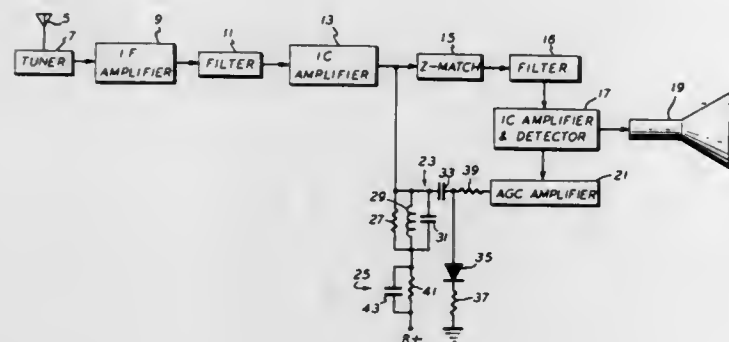 5
7
TUNER
9
IF
AMPLIFIER
11
FILTER
13
IC
AMPLIFIER
15
Z-MATCH
16
FILTER
17
IC AMPLIFIER
& DETECTOR
19
21
AGC AMPLIFIER
23
33
39
29
27
31
25
43
41
35
37
B+